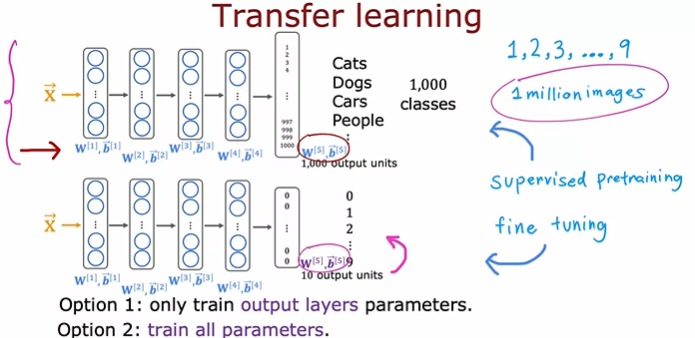 Transfer learning
1,2,3, ..., 9
1 million images
1
2
3
4
⋮
997
998
999
1000
Cats
Dogs
Cars
People
⋮
1,000
classes
x⃗
W[1], b⃗[1]
W[2], b⃗[2]
W[3], b⃗[3]
W[4], b⃗[4]
W[5], b⃗[5]
1,000 output units
supervised pretraining
fine tuning
x⃗
0
0
⋮
0
0
0
1
2
⋮
9
W[1], b⃗[1]
W[2], b⃗[2]
W[3], b⃗[3]
W[4], b⃗[4]
W[5], b⃗[5]
10 output units
Option 1: only train output layers parameters.
Option 2: train all parameters.